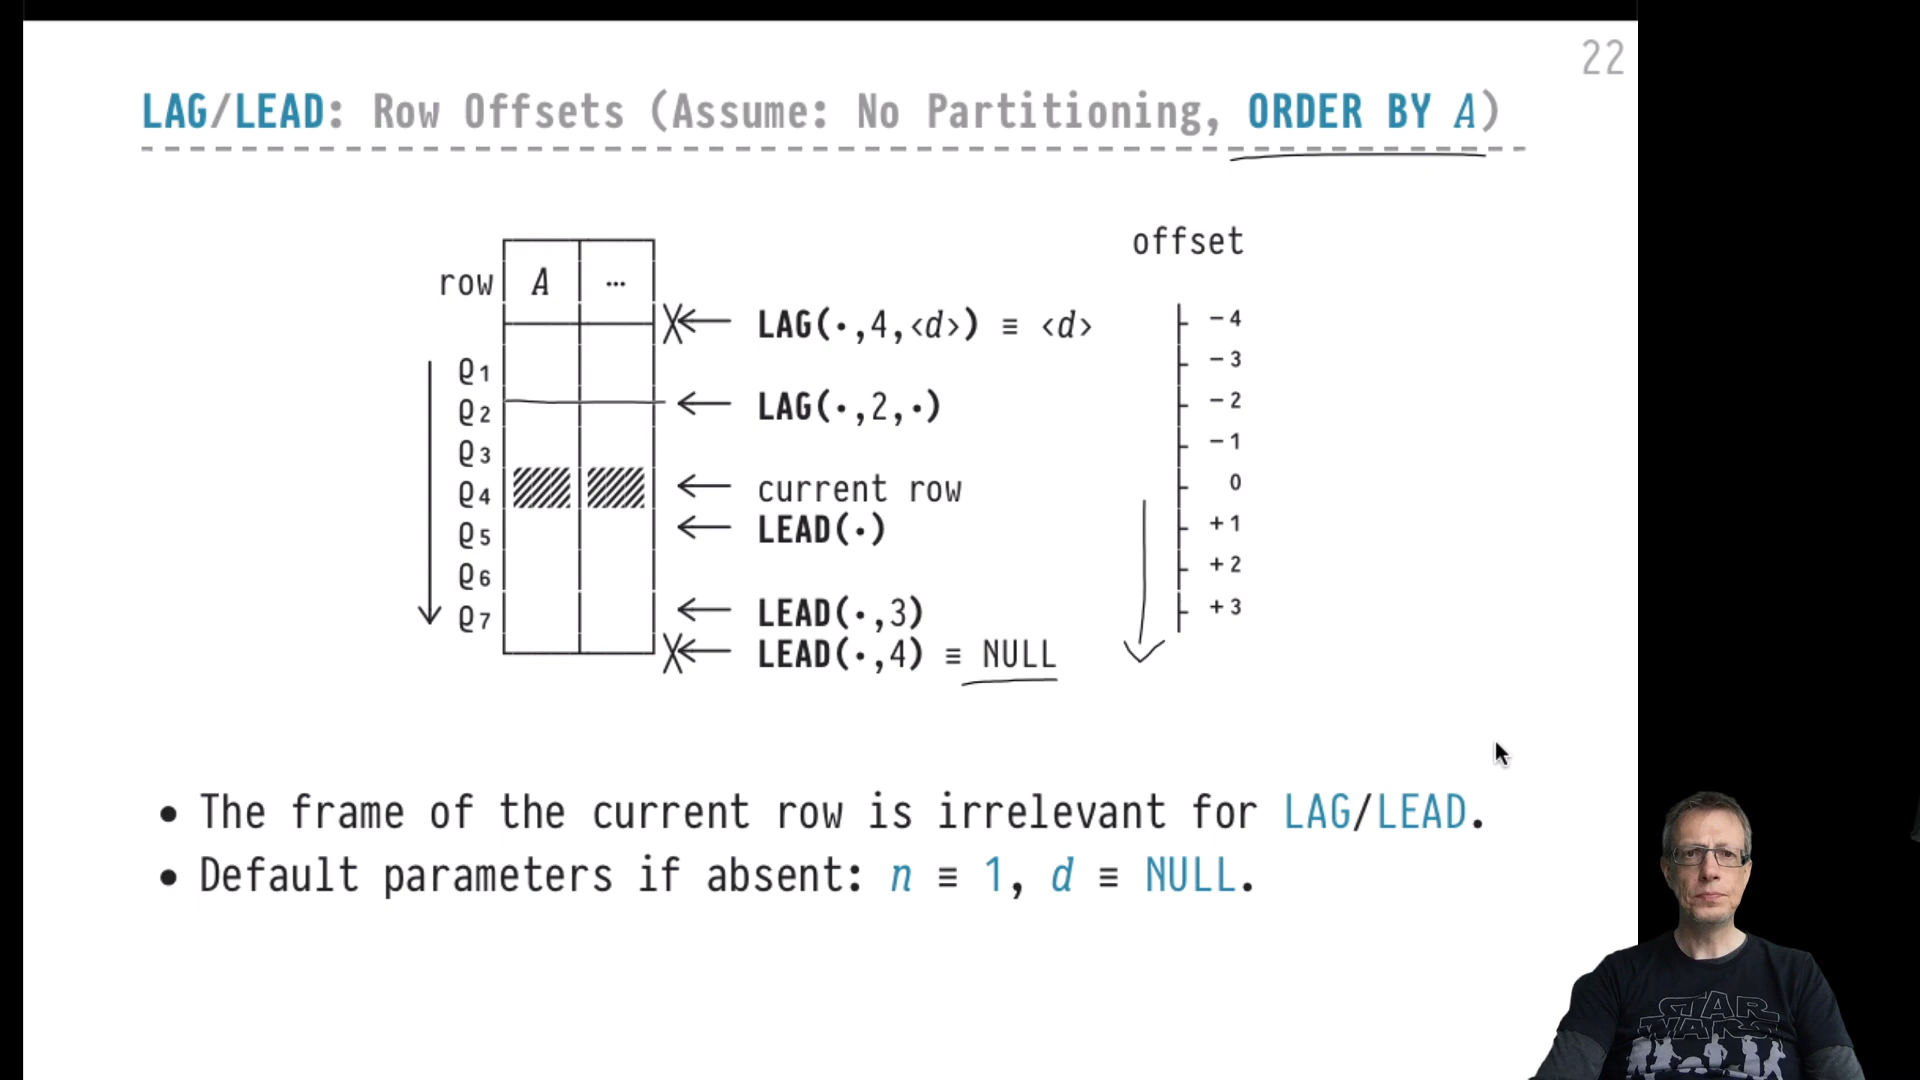 22
LAG/LEAD: Row Offsets (Assume: No Partitioning, ORDER BY A)
offset
row A ⋯
LAG(·,4,<d>) ≡ <d> -4
ϱ1 -3
ϱ2 LAG(·,2,·) -2
ϱ3 -1
ϱ4 current row 0
ϱ5 LEAD(·) +1
ϱ6 +2
ϱ7 LEAD(·,3) +3
LEAD(·,4) ≡ NULL
• The frame of the current row is irrelevant for LAG/LEAD.
• Default parameters if absent: n ≡ 1, d ≡ NULL.
STAR
WARS